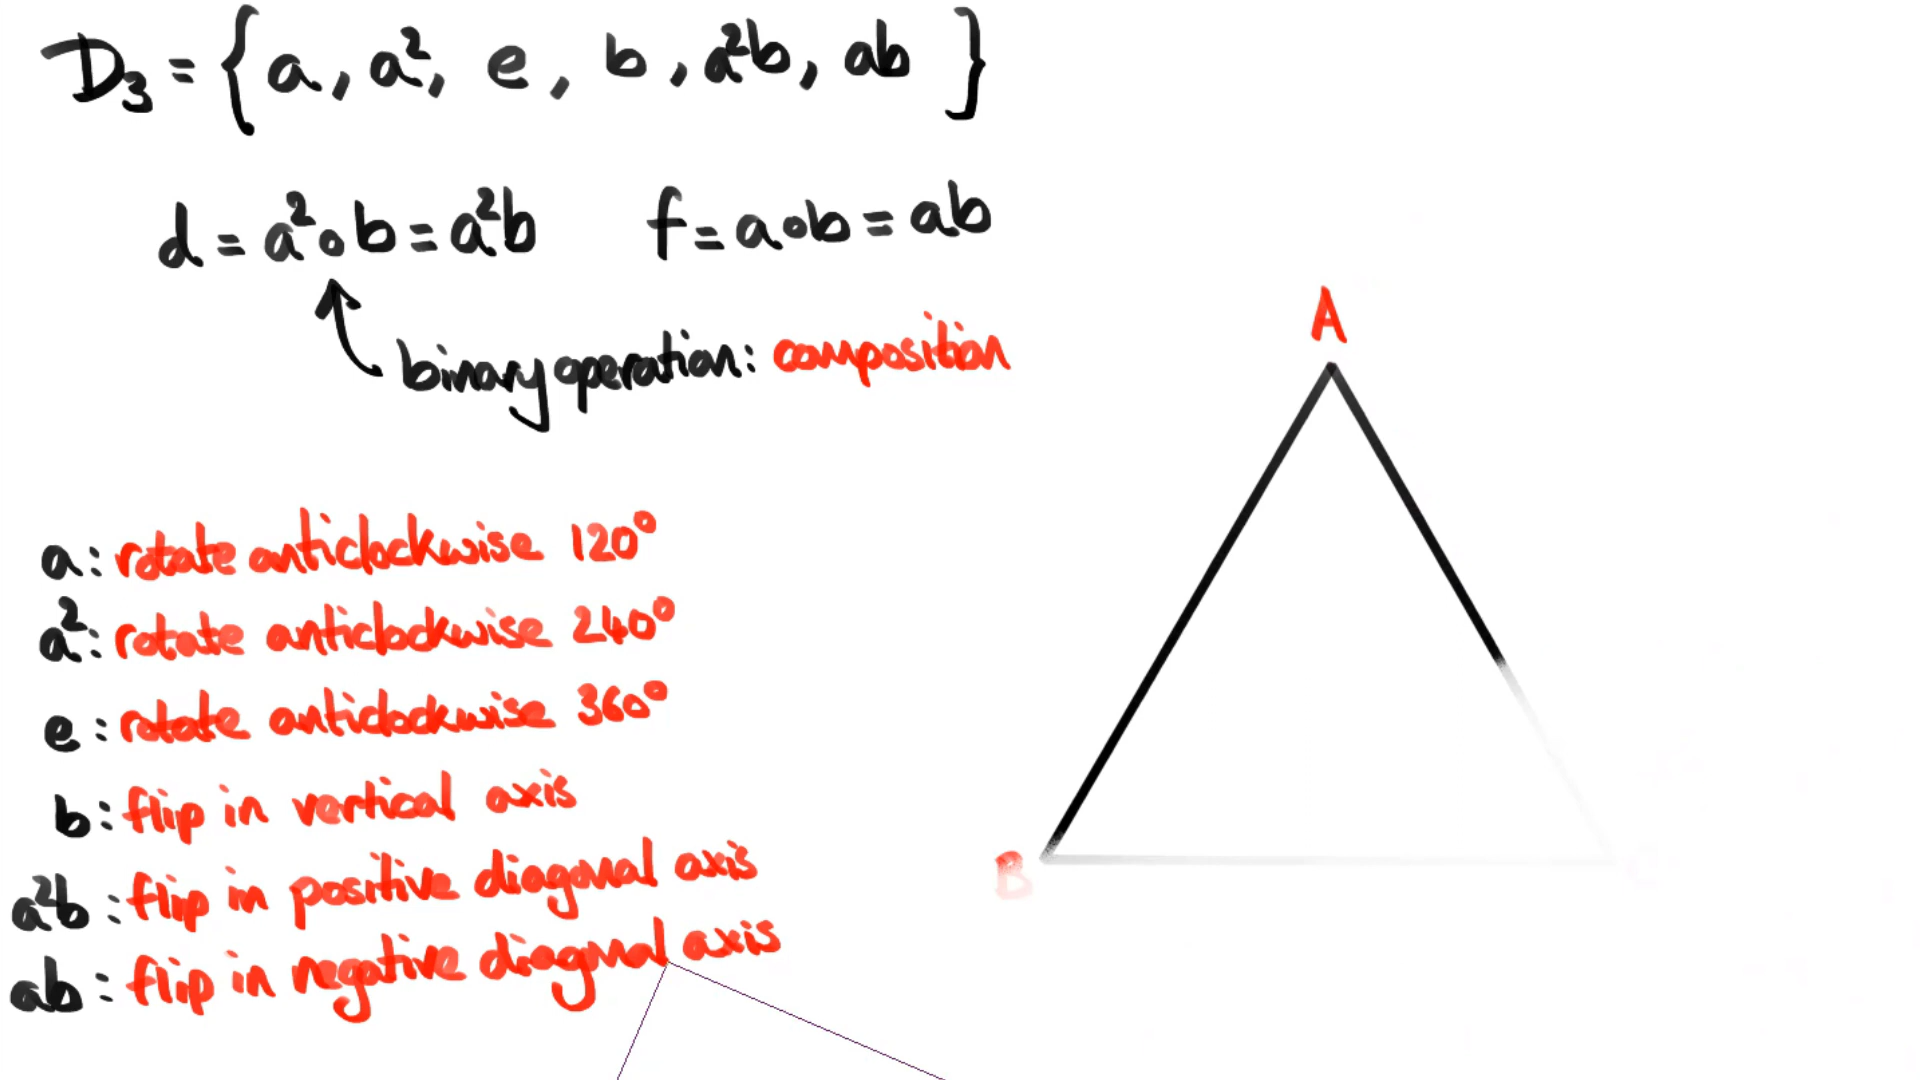 D₃ = { a, a², e, b, a²b, ab }
d = a² ∘ b = a²b f = a ∘ b = ab
binary operation: composition
A
a: rotate anticlockwise 120°
a²: rotate anticlockwise 240°
e: rotate anticlockwise 360°
b: flip in vertical axis
a²b: flip in positive diagonal axis
B C
ab: flip in negative diagonal axis